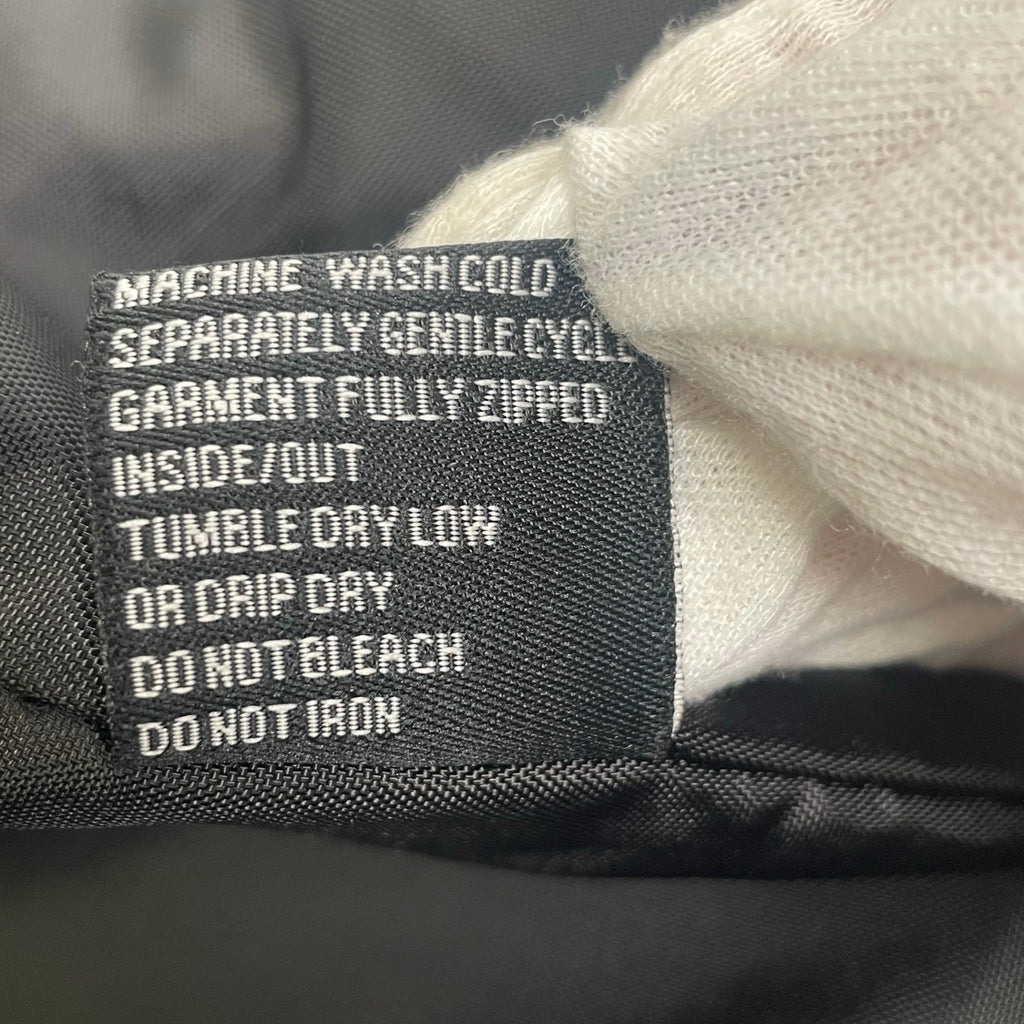 MACHINE WASH COLD
SEPARATELY GENTLE CYCLE
GARMENT FULLY ZIPPED
INSIDE/OUT
TUMBLE DRY LOW
OR DRIP DRY
DO NOT BLEACH
DO NOT IRON